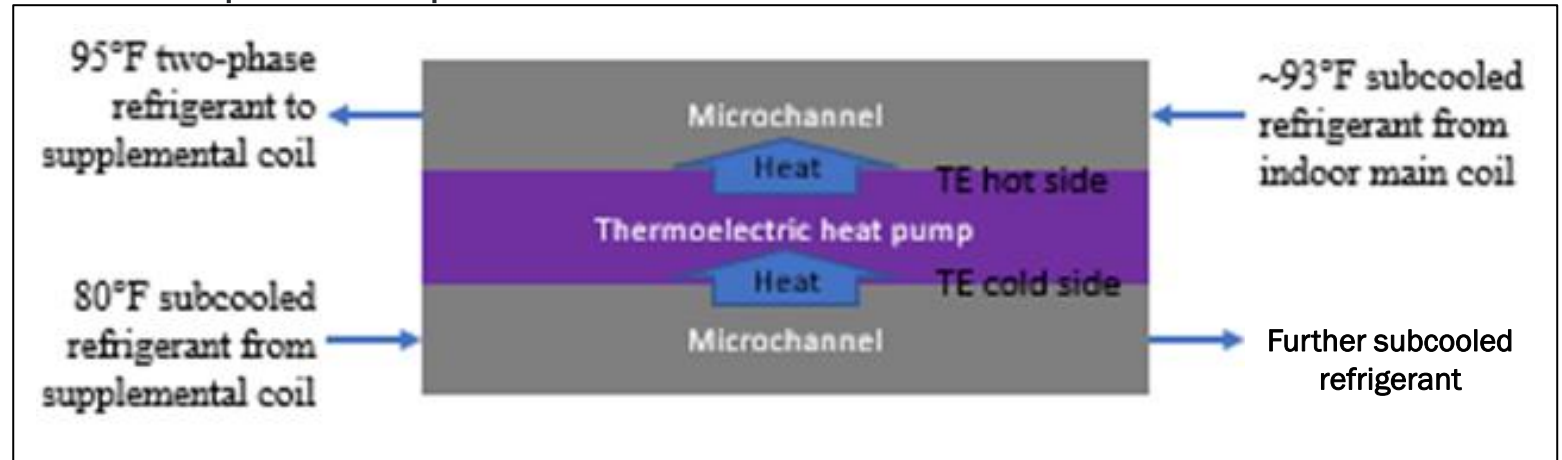 95°F two-phase
refrigerant to
supplemental coil
Microchannel
~93°F subcooled
refrigerant from
indoor main coil
Heat
TE hot side
Thermoelectric heat pump
Heat
TE cold side
80°F subcooled
refrigerant from
supplemental coil
Microchannel
Further subcooled
refrigerant